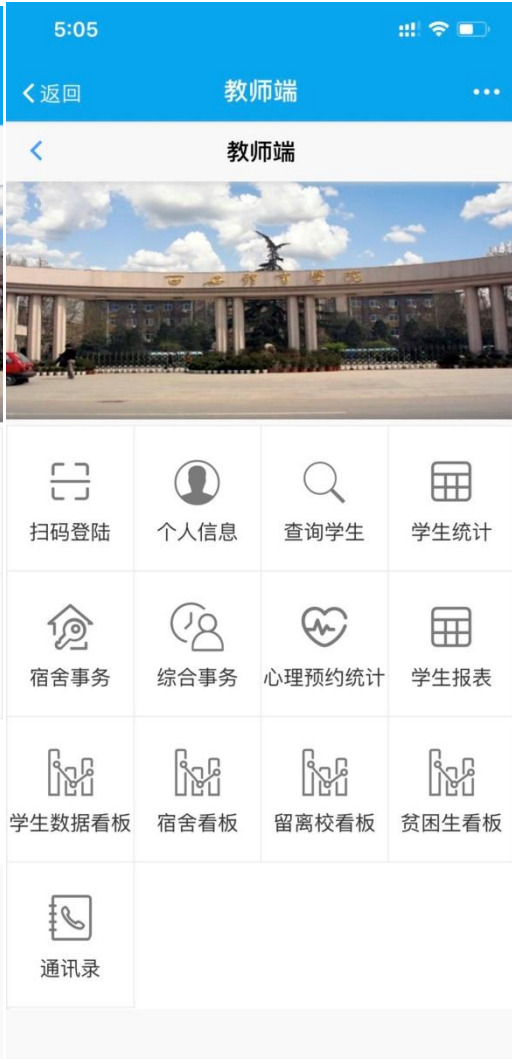 5:05
返回 教师端
教师端
扫码登陆 个人信息 查询学生 学生统计
宿舍事务 综合事务 心理预约统计 学生报表
学生数据看板 宿舍看板 留离校看板 贫困生看板
通讯录